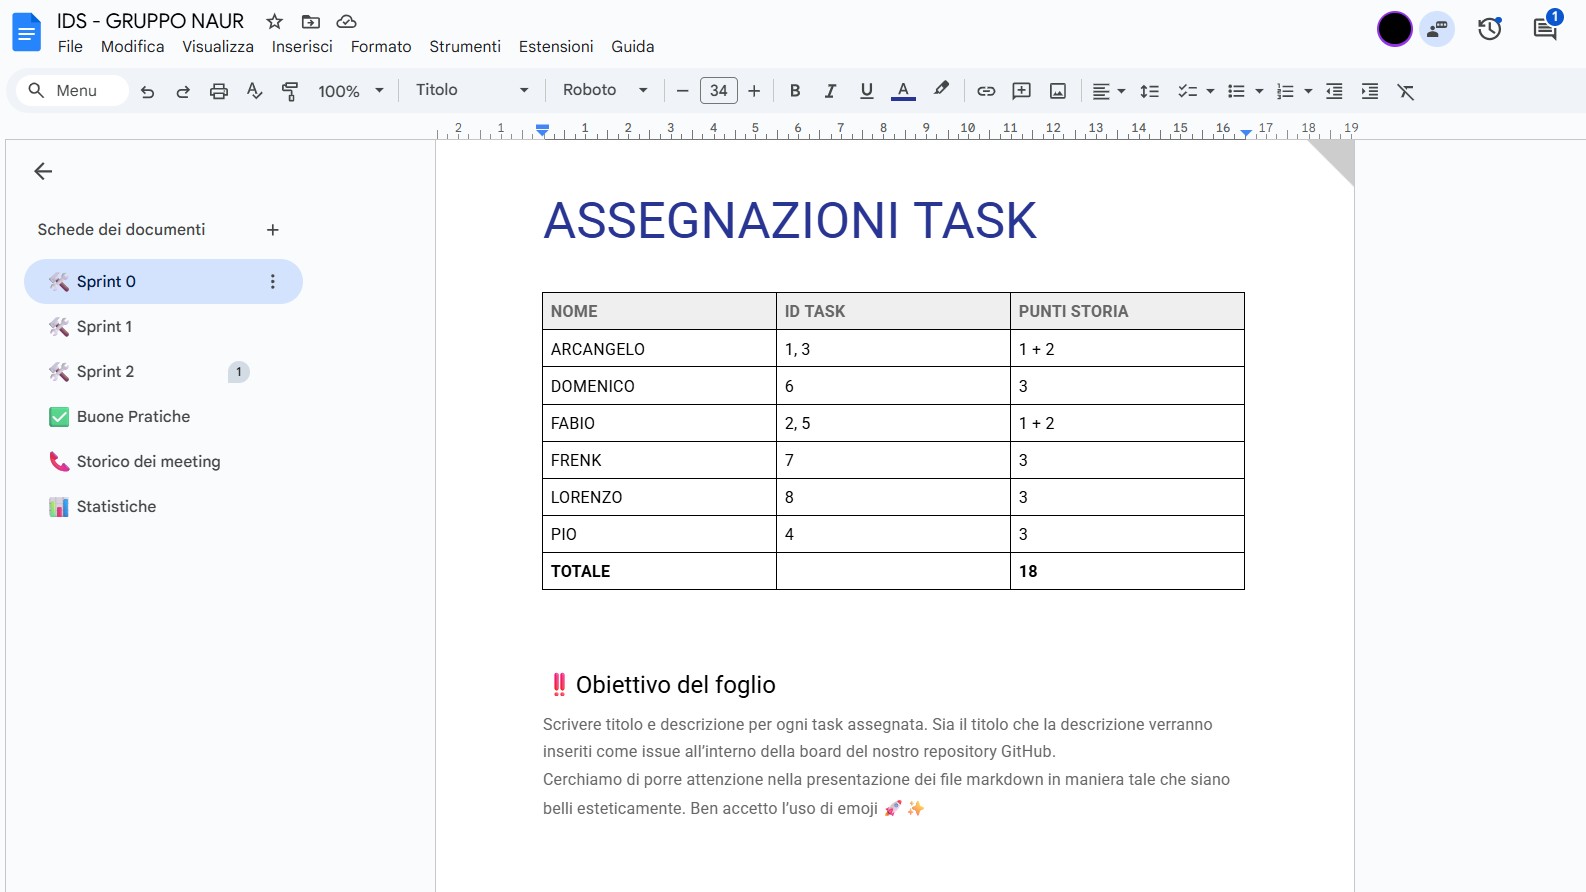 IDS - GRUPPO NAUR
File Modifica Visualizza Inserisci Formato Strumenti Estensioni Guida
1
Menu 100% Titolo Roboto 34 B I U A
2 1 1 2 3 4 5 6 7 8 9 10 11 12 13 14 15 16 17 18 19
Schede dei documenti
🛠️ Sprint 0
🛠️ Sprint 1
🛠️ Sprint 2 1
✅ Buone Pratiche
📞 Storico dei meeting
📊 Statistiche
ASSEGNAZIONI TASK
NOME ID TASK PUNTI STORIA
ARCANGELO 1, 3 1 + 2
DOMENICO 6 3
FABIO 2, 5 1 + 2
FRENK 7 3
LORENZO 8 3
PIO 4 3
TOTALE 18
‼️ Obiettivo del foglio
Scrivere titolo e descrizione per ogni task assegnata. Sia il titolo che la descrizione verranno
inseriti come issue all’interno della board del nostro repository GitHub.
Cerchiamo di porre attenzione nella presentazione dei file markdown in maniera tale che siano
belli esteticamente. Ben accetto l’uso di emoji 🚀 ✨